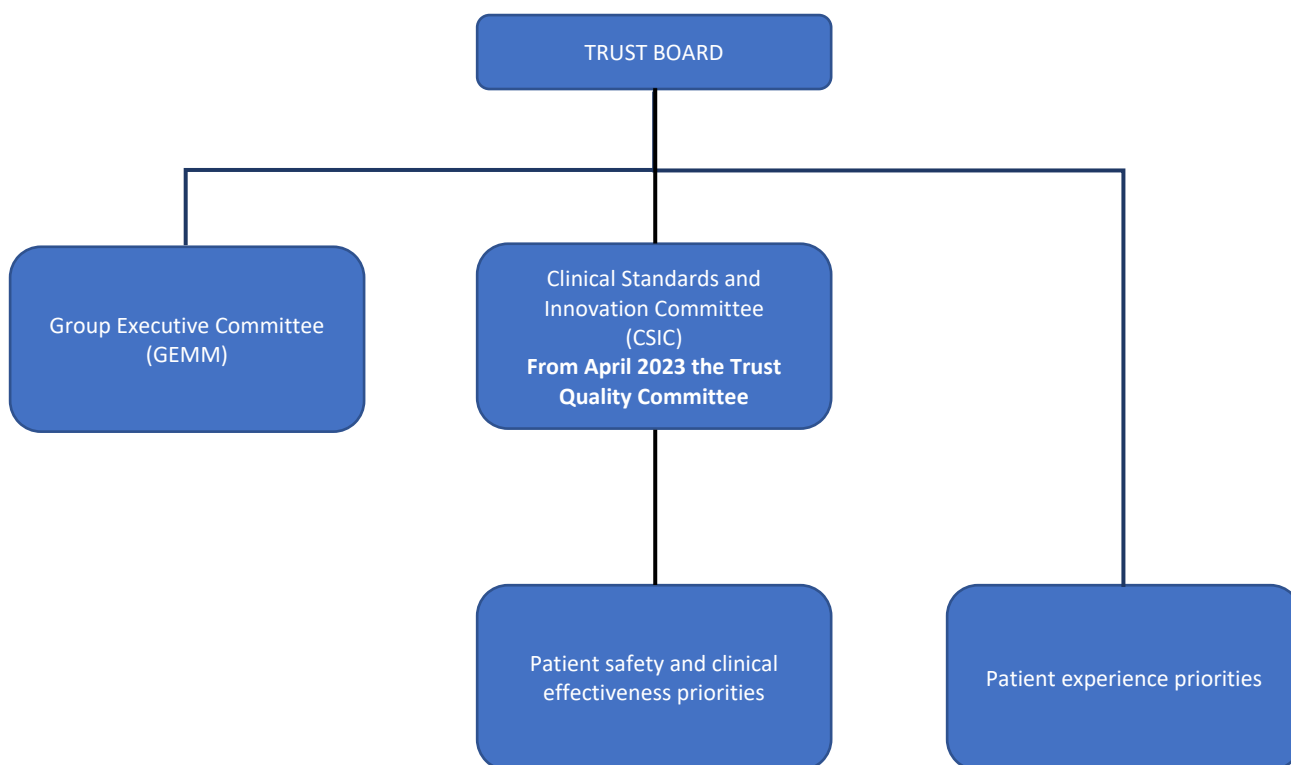 TRUST BOARD
Group Executive Committee
(GEMM)
Clinical Standards and
Innovation Committee
(CSIC)
From April 2023 the Trust
Quality Committee
Patient safety and clinical
effectiveness priorities
Patient experience priorities